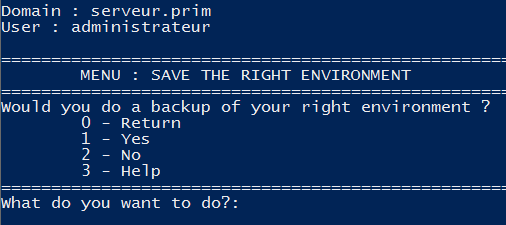 Domain : serveur.prim
User : administrateur
==================================================
MENU : SAVE THE RIGHT ENVIRONMENT
==================================================
Would you do a backup of your right environment ?
0 - Return
1 - Yes
2 - No
3 - Help
==================================================
What do you want to do?: